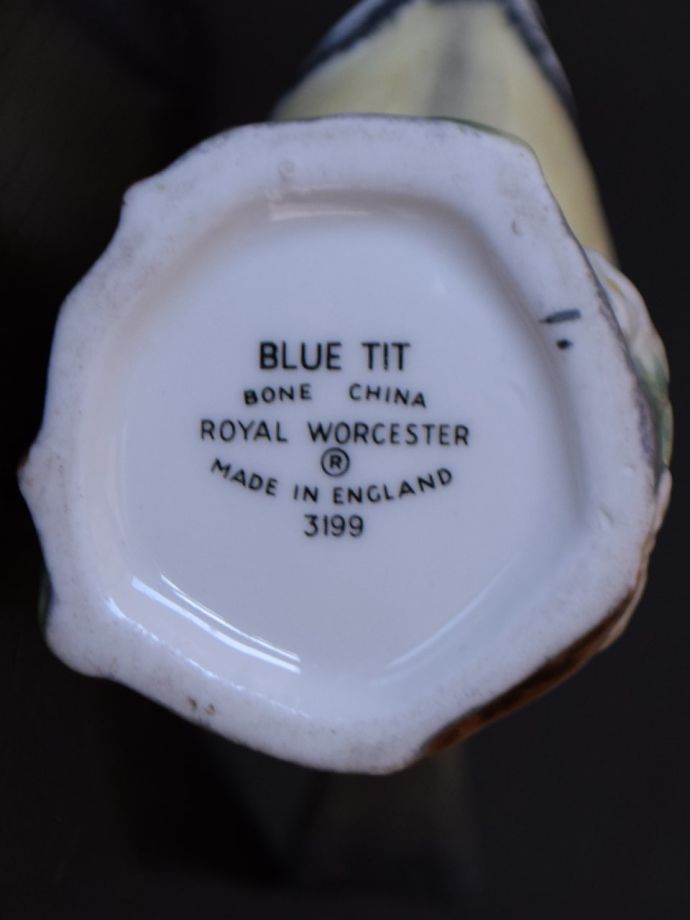 BLUE TIT
BONE CHINA
ROYAL WORCESTER
®
MADE IN ENGLAND
3199